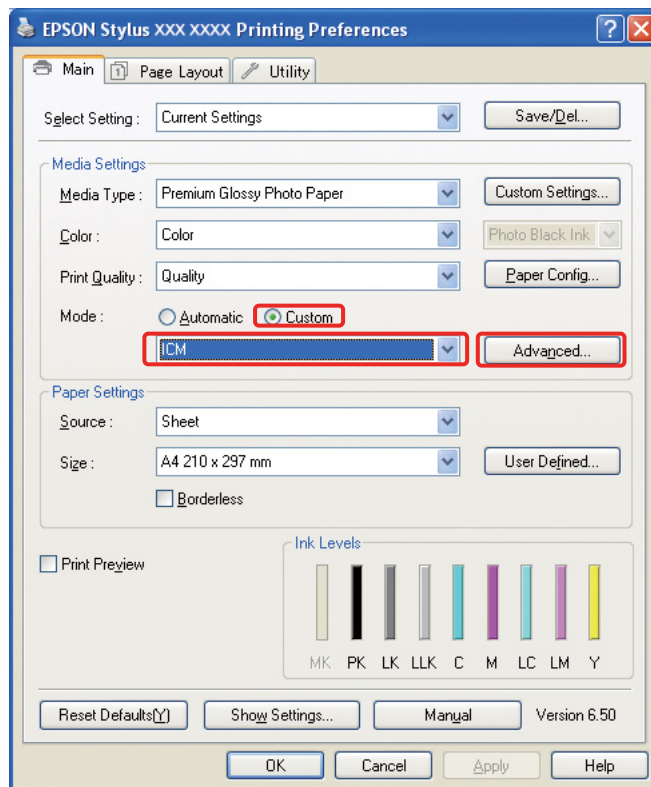 EPSON Stylus XXX XXXX Printing Preferences
Main Page Layout Utility
Select Setting : Current Settings Save/Del...
Media Settings
Media Type : Premium Glossy Photo Paper Custom Settings...
Color : Color Photo Black Ink
Print Quality : Quality Paper Config...
Mode : Automatic Custom
ICM Advanced...
Paper Settings
Source : Sheet
Size : A4 210 x 297 mm User Defined...
Borderless
Print Preview
Ink Levels
MK PK LK LLK C M LC LM Y
Reset Defaults(Y) Show Settings... Manual Version 6.50
OK Cancel Apply Help